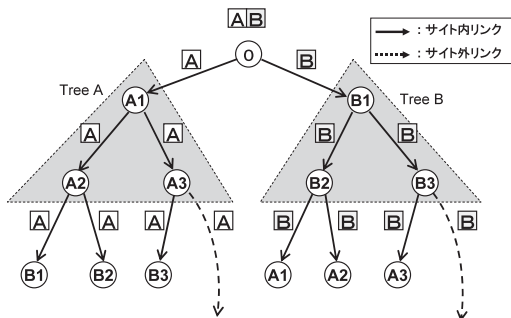 A B
→ : サイト内リンク
⇢ : サイト外リンク
A O B
Tree A A1 B1 Tree B
A A B B
A2 A3 B2 B3
A A A A B B B B
B1 B2 B3 A1 A2 A3